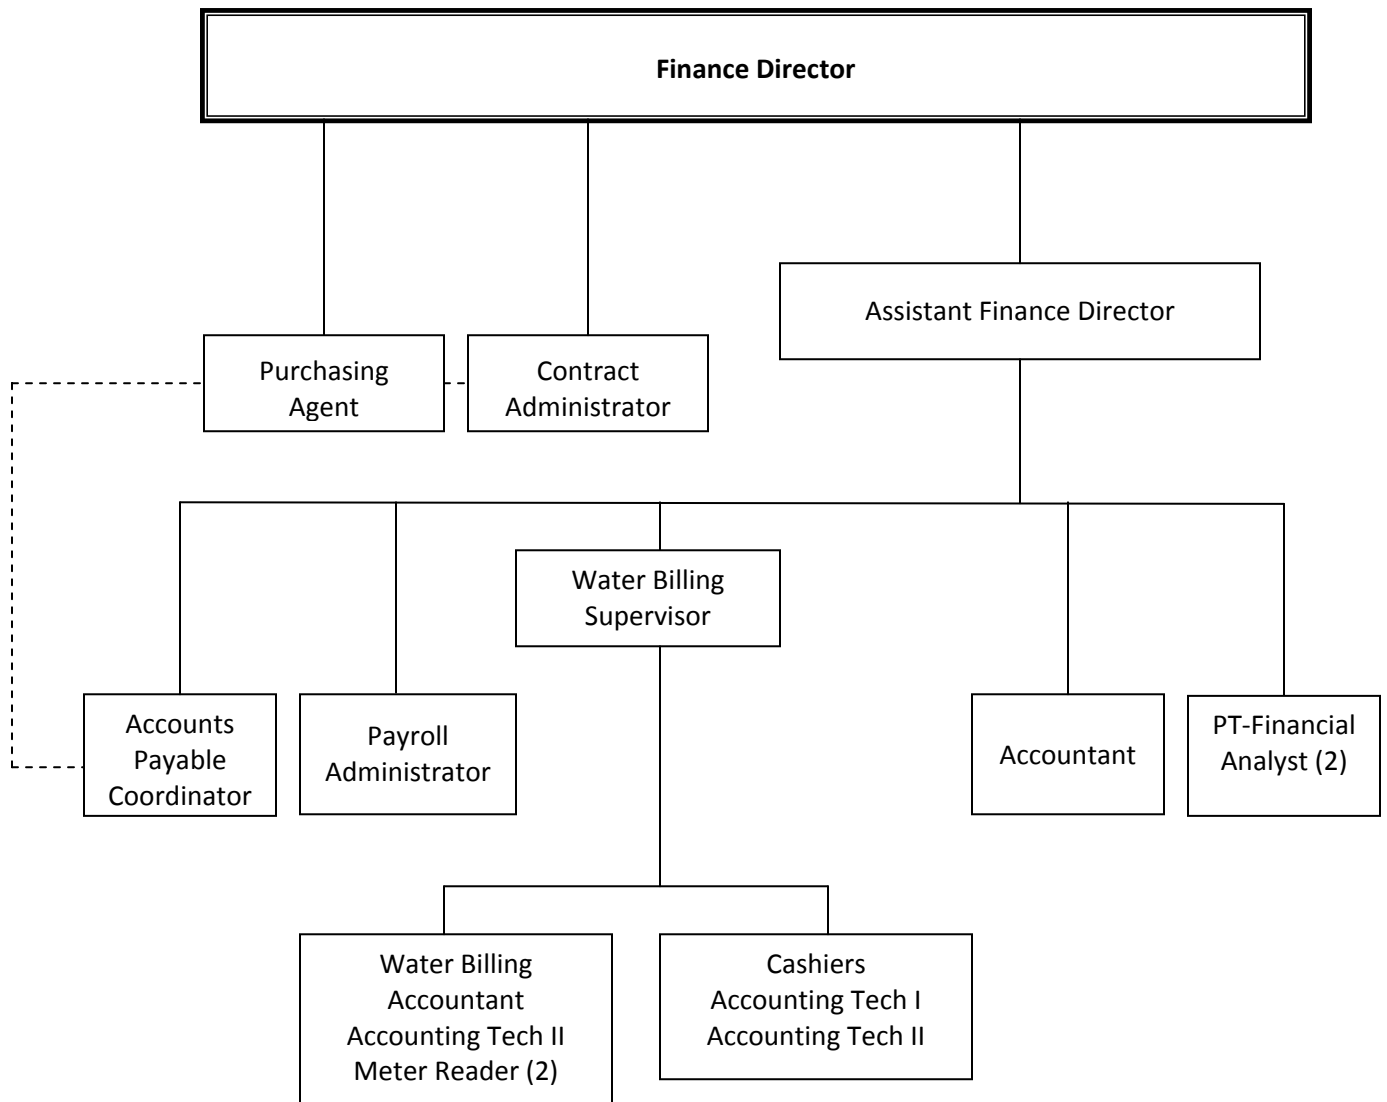 Finance Director
Assistant Finance Director
Purchasing
Agent
Contract
Administrator
Water Billing
Supervisor
Accounts
Payable
Coordinator
Payroll
Administrator
Accountant
PT-Financial
Analyst (2)
Water Billing
Accountant
Accounting Tech II
Meter Reader (2)
Cashiers
Accounting Tech I
Accounting Tech II